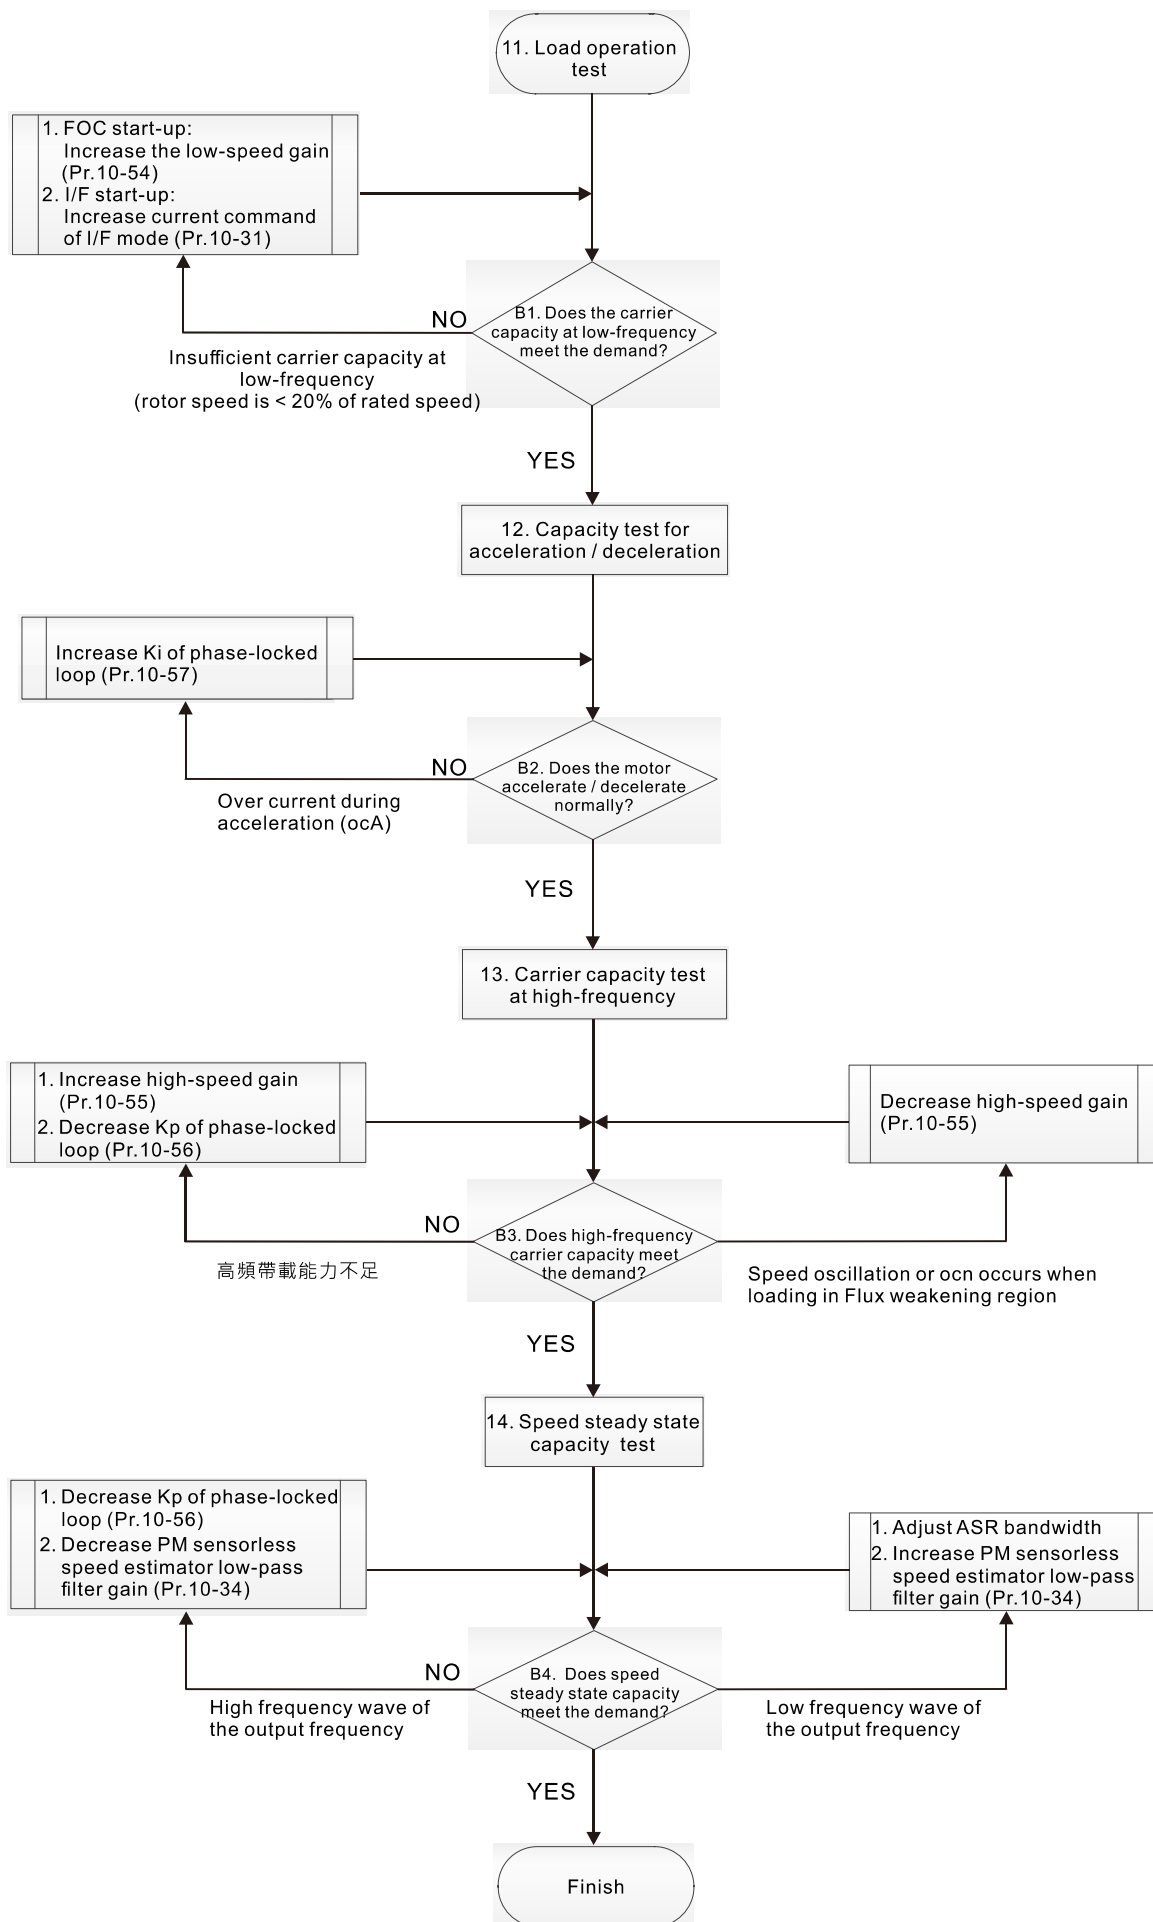 11. Load operation
test
1. FOC start-up:
Increase the low-speed gain
(Pr.10-54)
2. I/F start-up:
Increase current command
of I/F mode (Pr.10-31)
NO
B1. Does the carrier
capacity at low-frequency
meet the demand?
Insufficient carrier capacity at
low-frequency
(rotor speed is < 20% of rated speed)
YES
12. Capacity test for
acceleration / deceleration
Increase Ki of phase-locked
loop (Pr.10-57)
NO
B2. Does the motor
accelerate / decelerate
normally?
Over current during
acceleration (ocA)
YES
13. Carrier capacity test
at high-frequency
1. Increase high-speed gain
(Pr.10-55)
2. Decrease Kp of phase-locked
loop (Pr.10-56)
Decrease high-speed gain
(Pr.10-55)
NO
B3. Does high-frequency
carrier capacity meet
the demand?
高頻帶載能力不足
Speed oscillation or ocn occurs when
loading in Flux weakening region
YES
14. Speed steady state
capacity test
1. Decrease Kp of phase-locked
loop (Pr.10-56)
2. Decrease PM sensorless
speed estimator low-pass
filter gain (Pr.10-34)
1. Adjust ASR bandwidth
2. Increase PM sensorless
speed estimator low-pass
filter gain (Pr.10-34)
NO
B4. Does speed
steady state capacity
meet the demand?
High frequency wave of
the output frequency
Low frequency wave of
the output frequency
YES
Finish